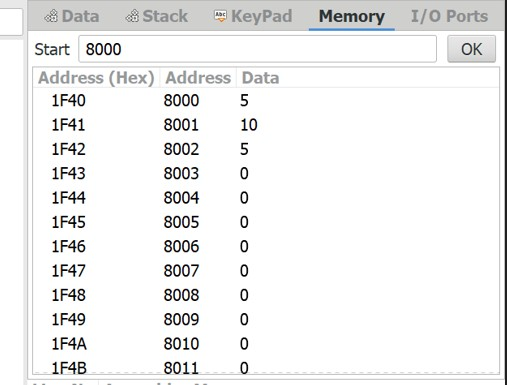 Data Stack KeyPad Memory I/O Ports
Start 8000 OK
Address (Hex) Address Data
1F40 8000 5
1F41 8001 10
1F42 8002 5
1F43 8003 0
1F44 8004 0
1F45 8005 0
1F46 8006 0
1F47 8007 0
1F48 8008 0
1F49 8009 0
1F4A 8010 0
1F4B 8011 0